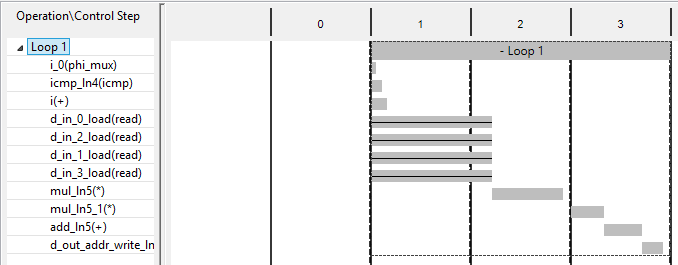 Operation\Control Step
0
1
2
3
Loop 1
- Loop 1
i_0(phi_mux)
icmp_ln4(icmp)
i(+)
d_in_0_load(read)
d_in_2_load(read)
d_in_1_load(read)
d_in_3_load(read)
mul_ln5(*)
mul_ln5_1(*)
add_ln5(+)
d_out_addr_write_ln